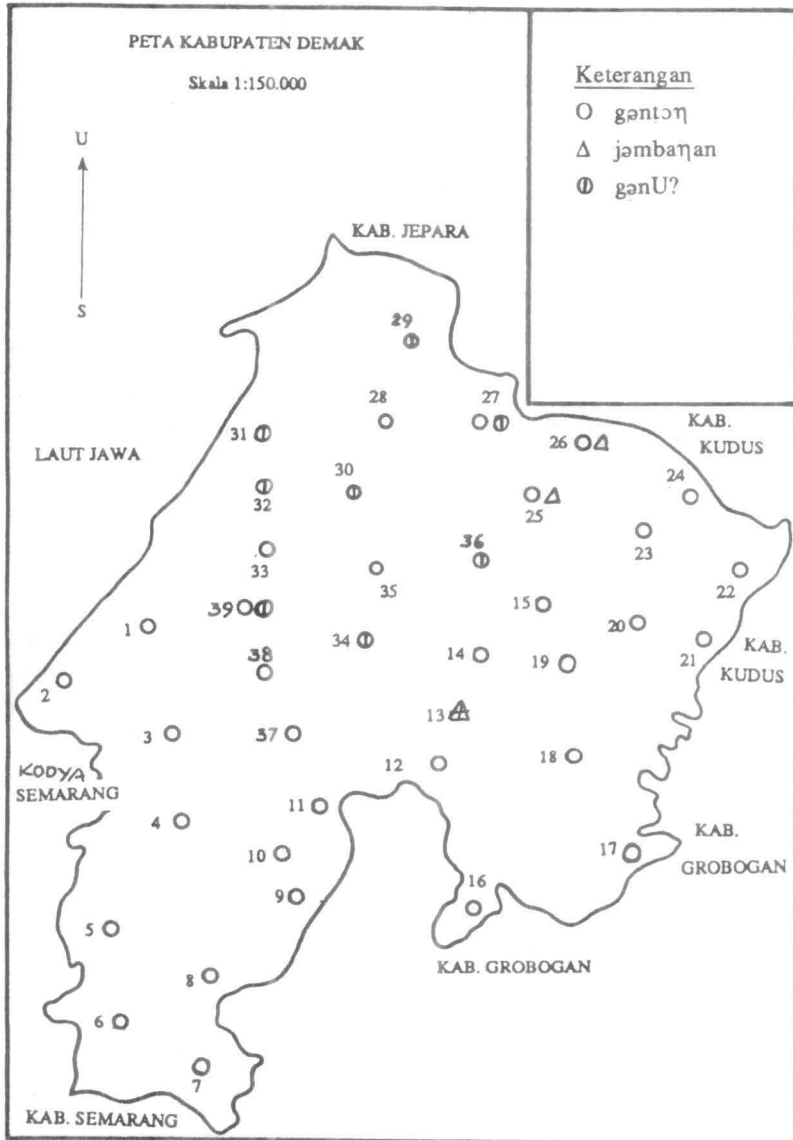 PETA KABUPATEN DEMAK
Skala 1:150.000
Keterangan
gəntɔŋ
jəmbaŋan
gənU?
U
S
KAB. JEPARA
29
28
27
31
26
KAB.
KUDUS
LAUT JAWA
30
24
32
25
36
23
33
35
22
39
15
1
34
20
38
14
19
21
KAB.
KUDUS
2
13
3
37
12
18
KODYA
SEMARANG
11
4
10
17
KAB.
GROBOGAN
9
16
5
8
KAB. GROBOGAN
6
7
KAB. SEMARANG